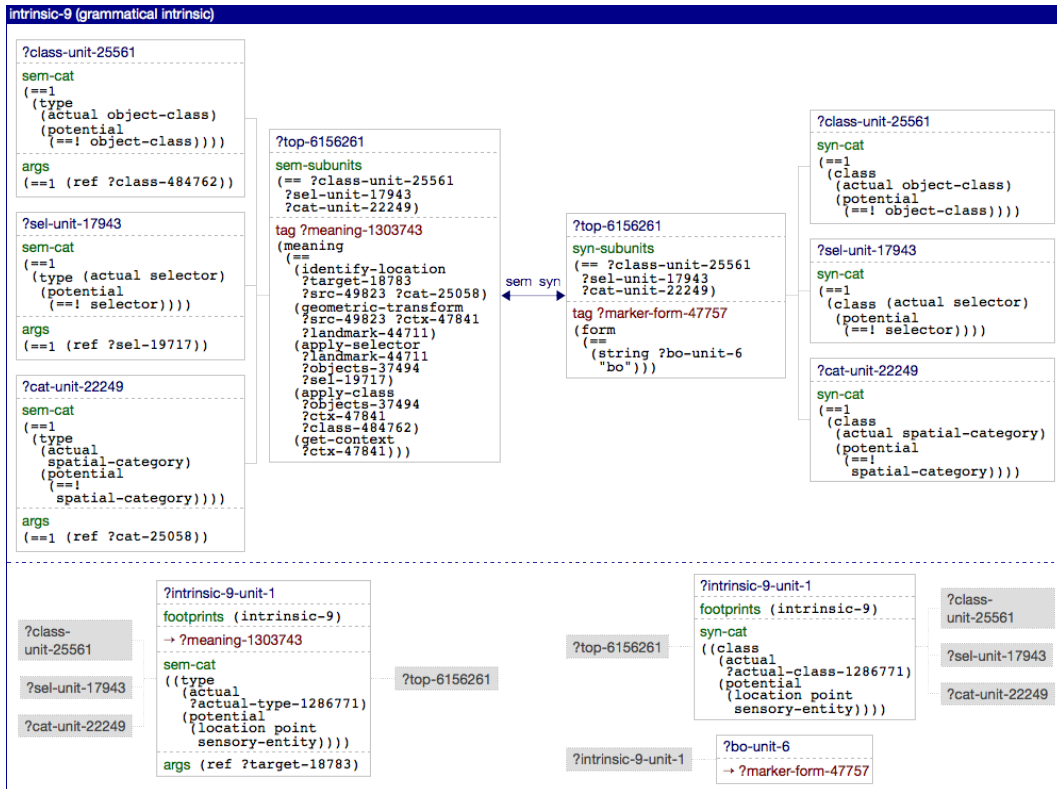 intrinsic-9 (grammatical intrinsic)
?class-unit-25561
sem-cat
(==1
(type
(actual object-class)
(potential
(==! object-class))))
args
(==1 (ref ?class-484762))
?sel-unit-17943
sem-cat
(==1
(type (actual selector)
(potential
(==! selector))))
args
(==1 (ref ?sel-19717))
?cat-unit-22249
sem-cat
(==1
(type
(actual
spatial-category)
(potential
(==!
spatial-category))))
args
(==1 (ref ?cat-25058))
?top-6156261
sem-subunits
(== ?class-unit-25561
?sel-unit-17943
?cat-unit-22249)
tag ?meaning-1303743
(meaning
(==
(identify-location
?target-18783
?src-49823 ?cat-25058)
(geometric-transform
?src-49823 ?ctx-47841
?landmark-44711)
(apply-selector
?landmark-44711
?objects-37494
?sel-19717)
(apply-class
?objects-37494
?ctx-47841
?class-484762)
(get-context
?ctx-47841)))
sem syn
?top-6156261
syn-subunits
(== ?class-unit-25561
?sel-unit-17943
?cat-unit-22249)
tag ?marker-form-47757
(form
(==
(string ?bo-unit-6
"bo")))
?class-unit-25561
syn-cat
(==1
(class
(actual object-class)
(potential
(==! object-class))))
?sel-unit-17943
syn-cat
(==1
(class (actual selector)
(potential
(==! selector))))
?cat-unit-22249
syn-cat
(==1
(class
(actual spatial-category)
(potential
(==!
spatial-category))))
?class-
unit-25561
?sel-unit-17943
?cat-unit-22249
?intrinsic-9-unit-1
footprints (intrinsic-9)
→ ?meaning-1303743
sem-cat
((type
(actual
?actual-type-1286771)
(potential
(location point
sensory-entity))))
args (ref ?target-18783)
?top-6156261
?top-6156261
?intrinsic-9-unit-1
footprints (intrinsic-9)
syn-cat
((class
(actual
?actual-class-1286771)
(potential
(location point
sensory-entity))))
?class-
unit-25561
?sel-unit-17943
?cat-unit-22249
?intrinsic-9-unit-1
?bo-unit-6
→ ?marker-form-47757